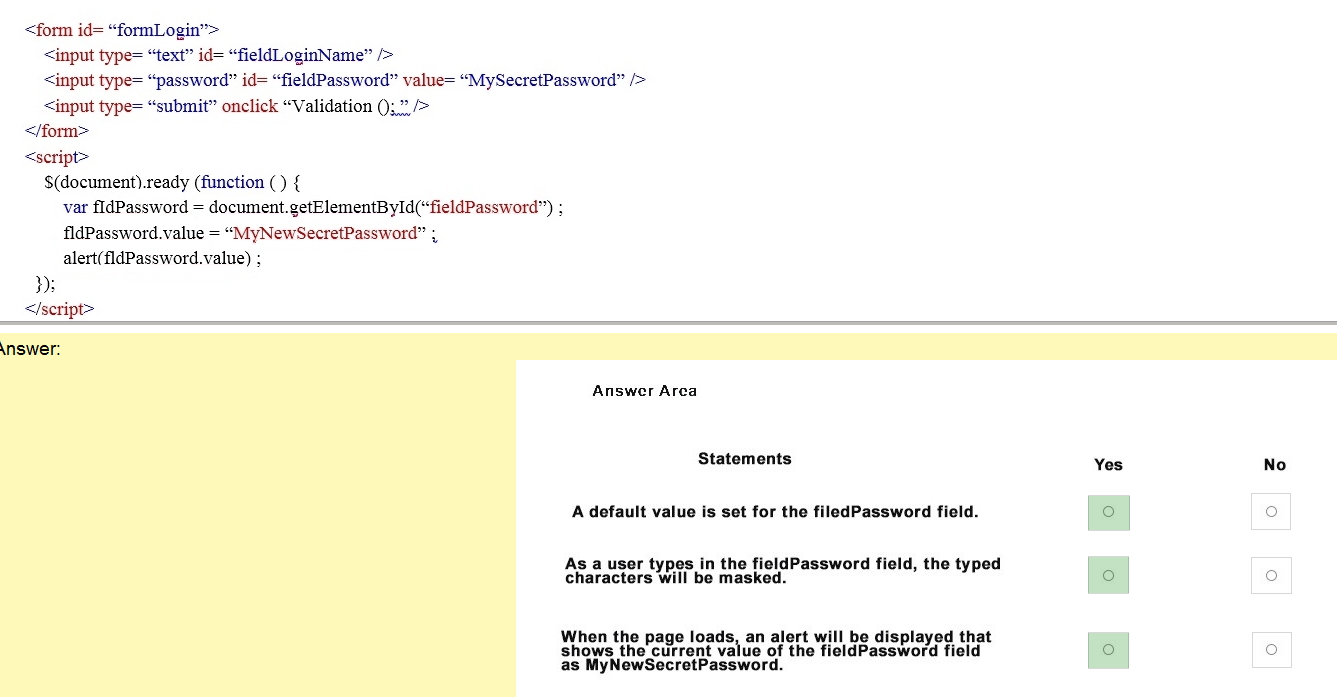 <form id= “formLogin”>
<input type= “text” id= “fieldLoginName” />
<input type= “password” id= “fieldPassword” value= “MySecretPassword” />
<input type= “submit” onclick “Validation (); ” />
</form>
<script>
$(document).ready (function ( ) {
var fIdPassword = document.getElementById(“fieldPassword”) ;
fldPassword.value = “MyNewSecretPassword” ;
alert(fldPassword.value) ;
});
</script>
Answer:
Answer Area
Statements Yes No
A default value is set for the filedPassword field.
As a user types in the fieldPassword field, the typed
characters will be masked.
When the page loads, an alert will be displayed that
shows the current value of the fieldPassword field
as MyNewSecretPassword.